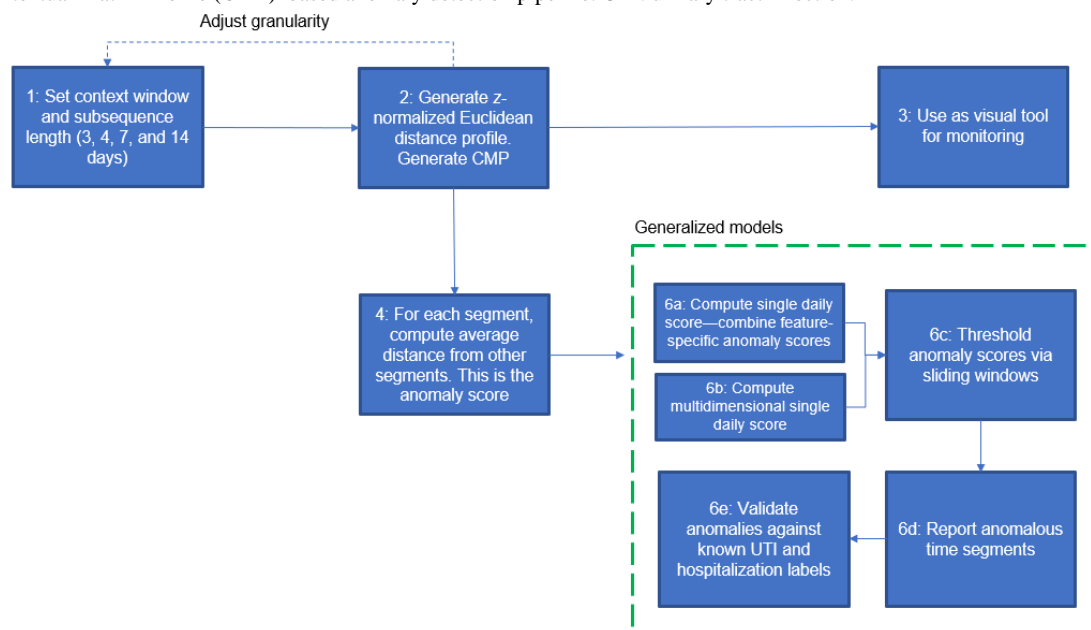 Adjust granularity
1: Set context window
and subsequence
length (3, 4, 7, and 14
days)
2: Generate z-
normalized Euclidean
distance profile.
Generate CMP
3: Use as visual tool
for monitoring
Generalized models
4: For each segment,
compute average
distance from other
segments. This is the
anomaly score
6a: Compute single daily
score—combine feature-
specific anomaly scores
6b: Compute
multidimensional single
daily score
6c: Threshold
anomaly scores via
sliding windows
6d: Report anomalous
time segments
6e: Validate
anomalies against
known UTI and
hospitalization labels